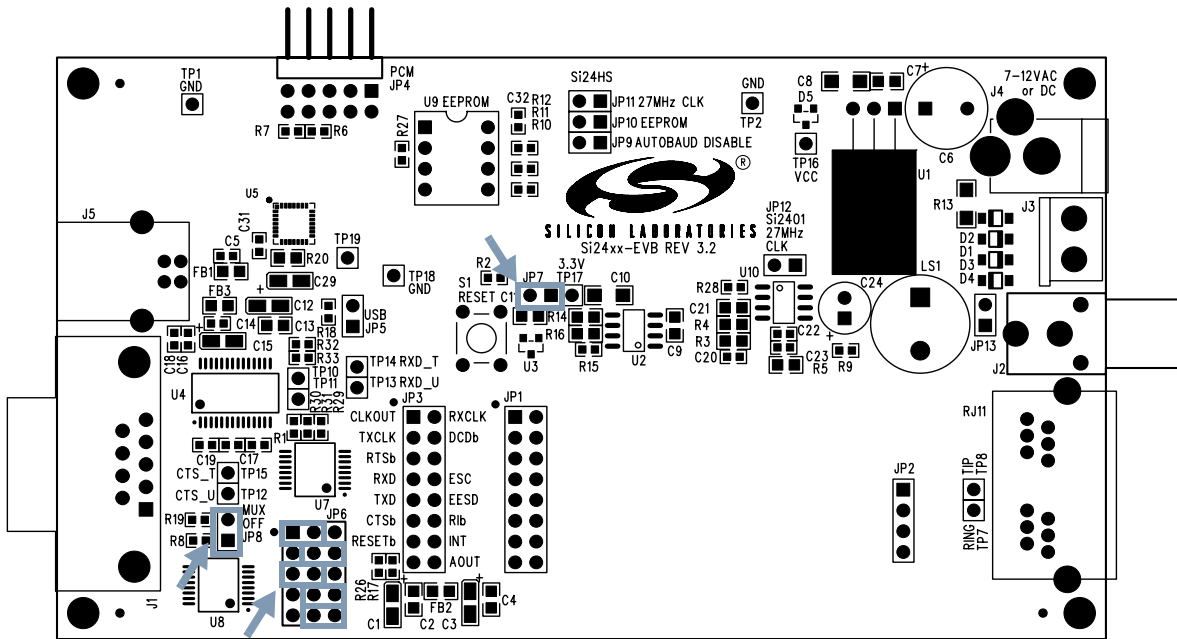 TP1
GND
PCM
JP4
R7
R6
R27
U9 EEPROM
C32
R12
R11
R10
Si24HS
JP11 27MHz CLK
JP10 EEPROM
JP9 AUTOBAUD DISABLE
GND
TP2
C8
D5
TP16
VCC
C7
+
C6
7-12VAC
or DC
J4
U1
R13
J3
D2
D1
D3
D4
®
SILICON LABORATORIES
Si24xx-EVB REV 3.2
JP12
Si2401
27MHz
CLK
U5
J5
C31
C5
FB1
R20
C29
TP19
TP18
GND
FB3
+
C12
C14
C13
C15
+
C18
C16
R18
USB
JP5
R32
R33
R2
S1
RESET
C11
JP7
3.3V
TP17
C10
R14
R16
R15
U3
U2
C9
R28
C21
R4
R3
C20
U10
C22
C23
R5
R9
C24
LS1
JP13
J2
TP14 RXD_T
TP13 RXD_U
TP10
TP11
R30
R31
R29
U4
R1
C19
C17
CTS_T
TP15
CTS_U
TP12
U7
R19
R8
MUX
OFF
JP8
JP6
U8
J1
JP3
JP1
CLKOUT
RXCLK
TXCLK
DCDb
RTSb
RXD
ESC
TXD
EESD
CTSb
RIb
RESETb
INT
AOUT
R26
R17
C1
+
C2
FB2
C3
+
C4
JP2
RJ11
TIP
TP8
RING
TP7